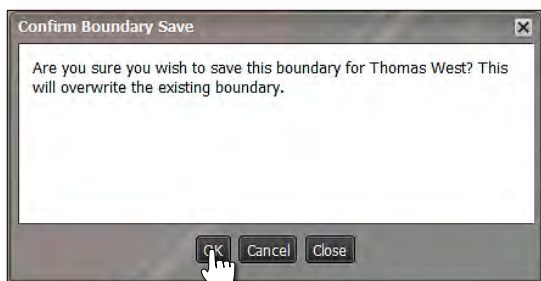 Confirm Boundary Save
Are you sure you wish to save this boundary for Thomas West? This
will overwrite the existing boundary.
OK Cancel Close